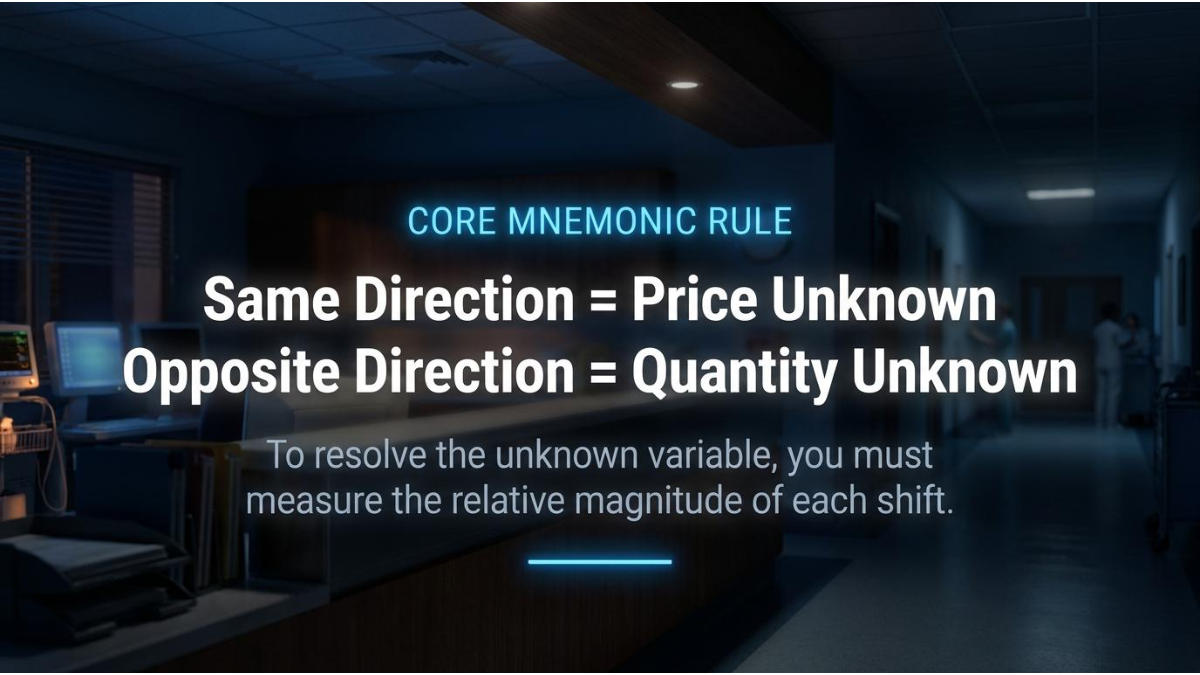 CORE MNEMONIC RULE
Same Direction = Price Unknown
Opposite Direction = Quantity Unknown
To resolve the unknown variable, you must
measure the relative magnitude of each shift.